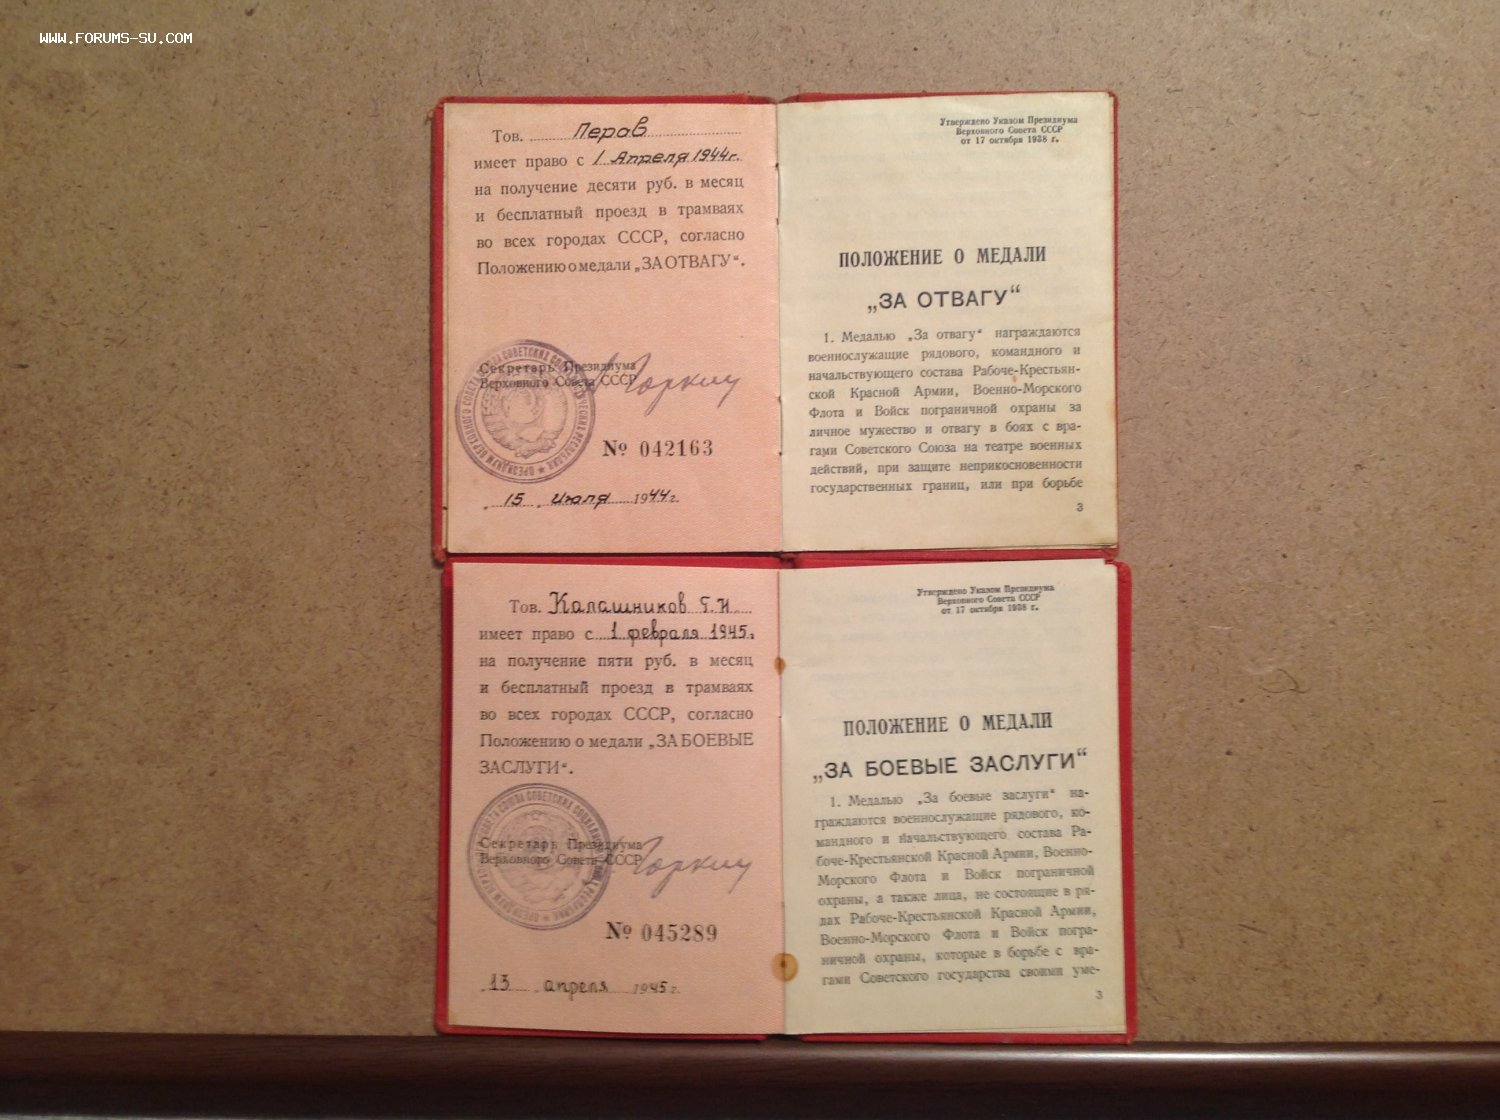 WWW.FORUMS-SU.COM
Тов. Перов
имеет право с 1 Апреля 1944г.
на получение десяти руб. в месяц
и бесплатный проезд в трамваях
во всех городах СССР, согласно
Положению о медали „ЗА ОТВАГУ“.
Секретарь Президиума
Верховного Совета СССР
Горкин
№ 042163
„15„ Июля 1944г.
Утверждено Указом Президиума
Верховного Совета СССР
от 17 октября 1938 г.
ПОЛОЖЕНИЕ О МЕДАЛИ
„ЗА ОТВАГУ“
1. Медалью „За отвагу“ награждаются
военнослужащие рядового, командного и
начальствующего состава Рабоче-Крестьян-
ской Красной Армии, Военно-Морского
Флота и Войск пограничной охраны за
личное мужество и отвагу в боях с вра-
гами Советского Союза на театре военных
действий, при защите неприкосновенности
государственных границ, или при борьбе
3
Тов. Калашников Г.И
имеет право с 1 февраля 1945г
на получение пяти руб. в месяц
и бесплатный проезд в трамваях
во всех городах СССР, согласно
Положению о медали „ЗА БОЕВЫЕ
ЗАСЛУГИ“.
Секретарь Президиума
Верховного Совета СССР
Горкин
№ 045289
„13 „ апреля 1945г.
Утверждено Указом Президиума
Верховного Совета СССР
от 17 октября 1938 г.
ПОЛОЖЕНИЕ О МЕДАЛИ
„ЗА БОЕВЫЕ ЗАСЛУГИ“
1. Медалью „За боевые заслуги“ на-
граждаются военнослужащие рядового, ко-
мандного и начальствующего состава Ра-
боче-Крестьянской Красной Армии, Военно-
Морского Флота и Войск пограничной
охраны, а также лица, не состоящие в ря-
дах Рабоче-Крестьянской Красной Армии,
Военно-Морского Флота и Войск погра-
ничной охраны, которые в борьбе с вра-
гами Советского государства своими уме-
3